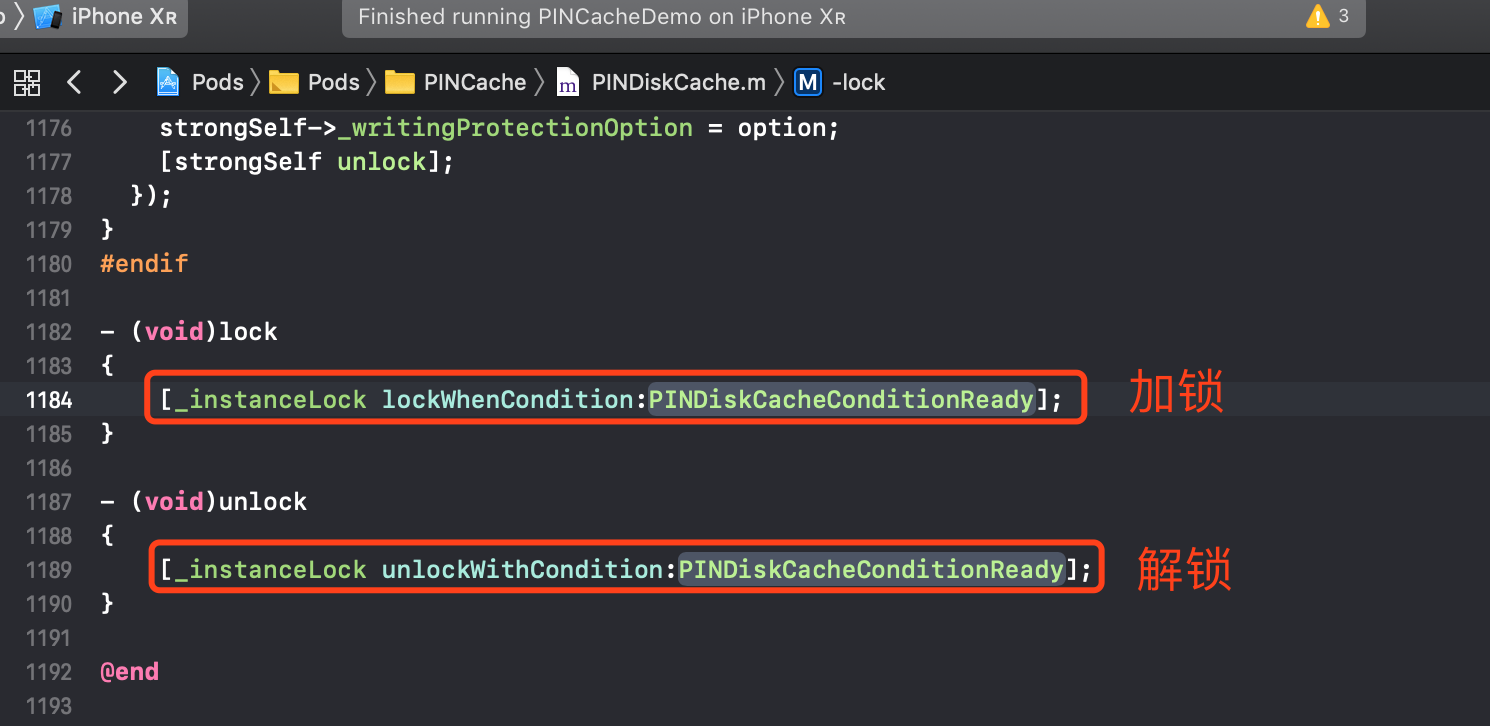 iPhone XR
Finished running PINCacheDemo on iPhone XR
3
Pods
Pods
PINCache
m
PINDiskCache.m
M
-lock
1176 strongSelf->_writingProtectionOption = option;
1177 [strongSelf unlock];
1178 });
1179 }
1180 #endif
1181
1182 - (void)lock
1183 {
1184 [_instanceLock lockWhenCondition:PINDiskCacheConditionReady]; 加锁
1185 }
1186
1187 - (void)unlock
1188 {
1189 [_instanceLock unlockWithCondition:PINDiskCacheConditionReady]; 解锁
1190 }
1191
1192 @end
1193